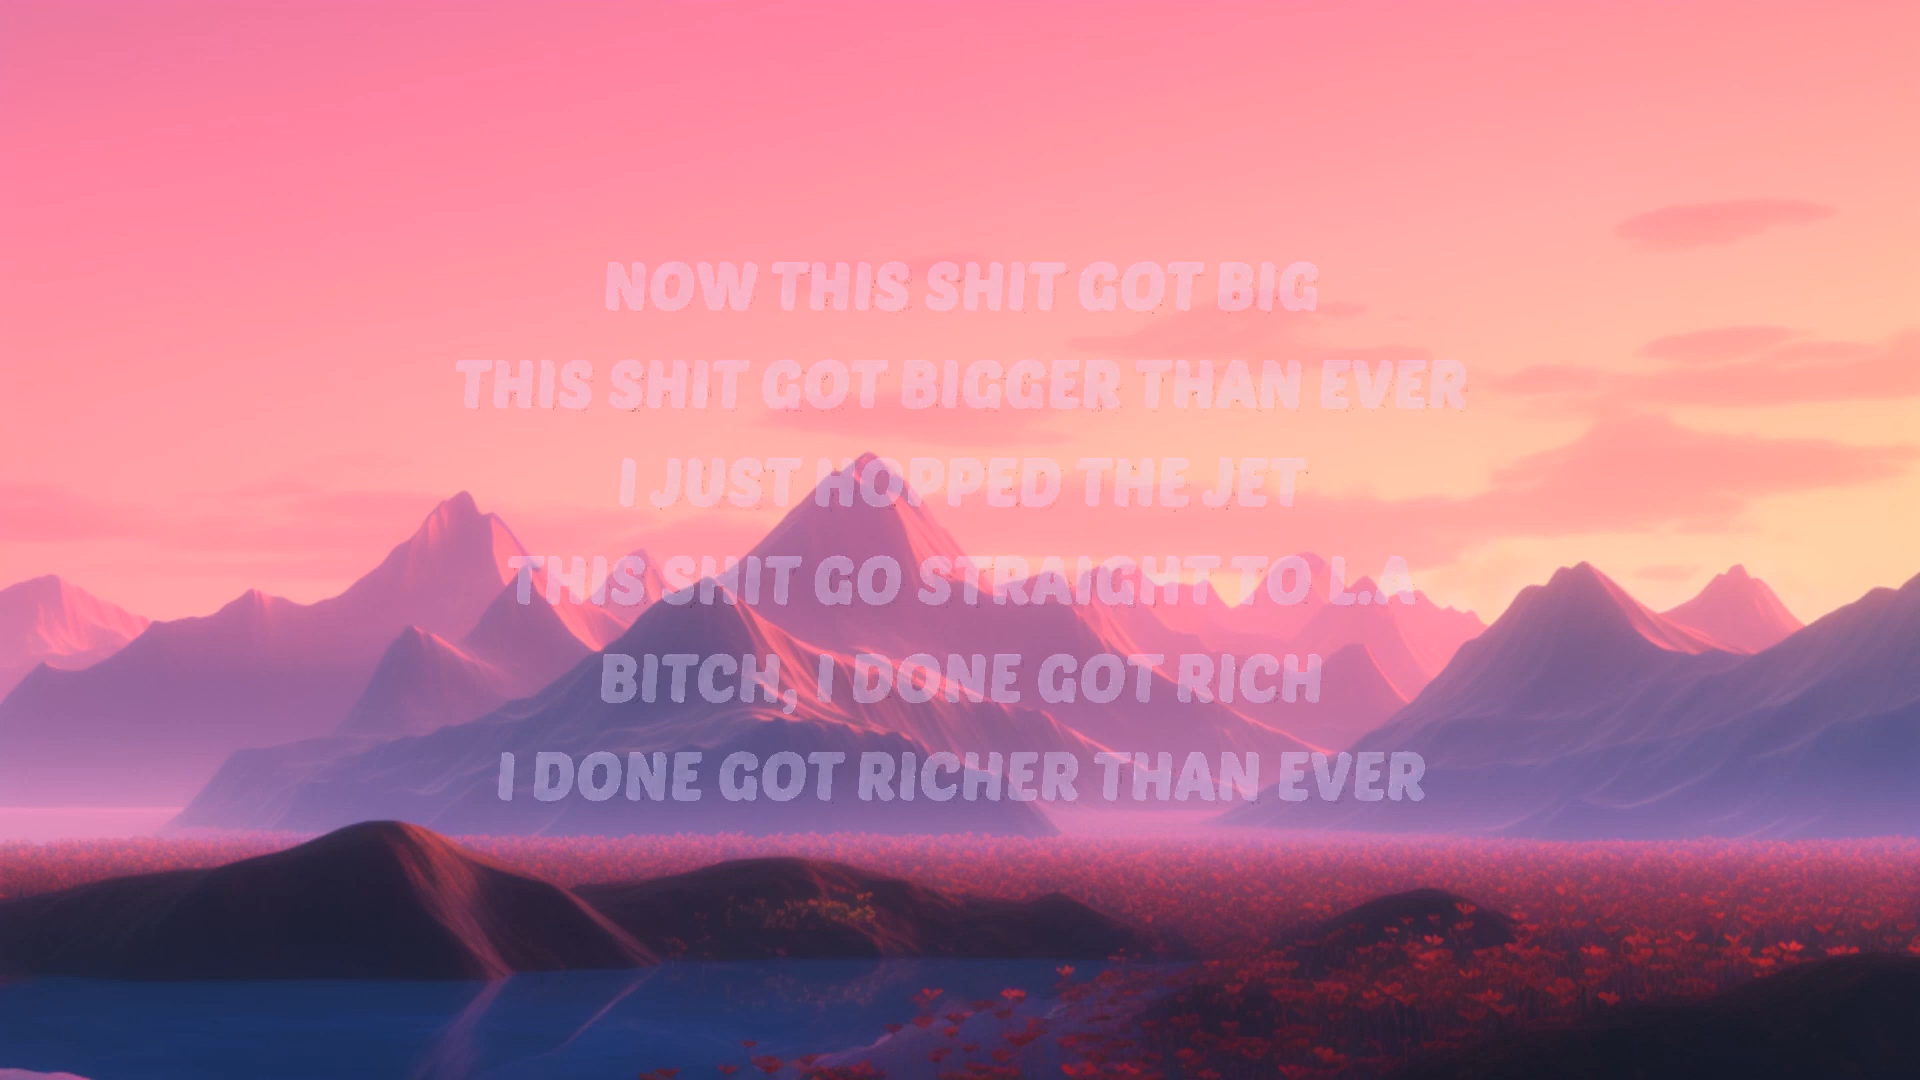 NOW THIS SHIT GOT BIG
THIS SHIT GOT BIGGER THAN EVER
I JUST HOPPED THE JET
THIS SHIT GO STRAIGHT TO L.A
BITCH, I DONE GOT RICH
I DONE GOT RICHER THAN EVER